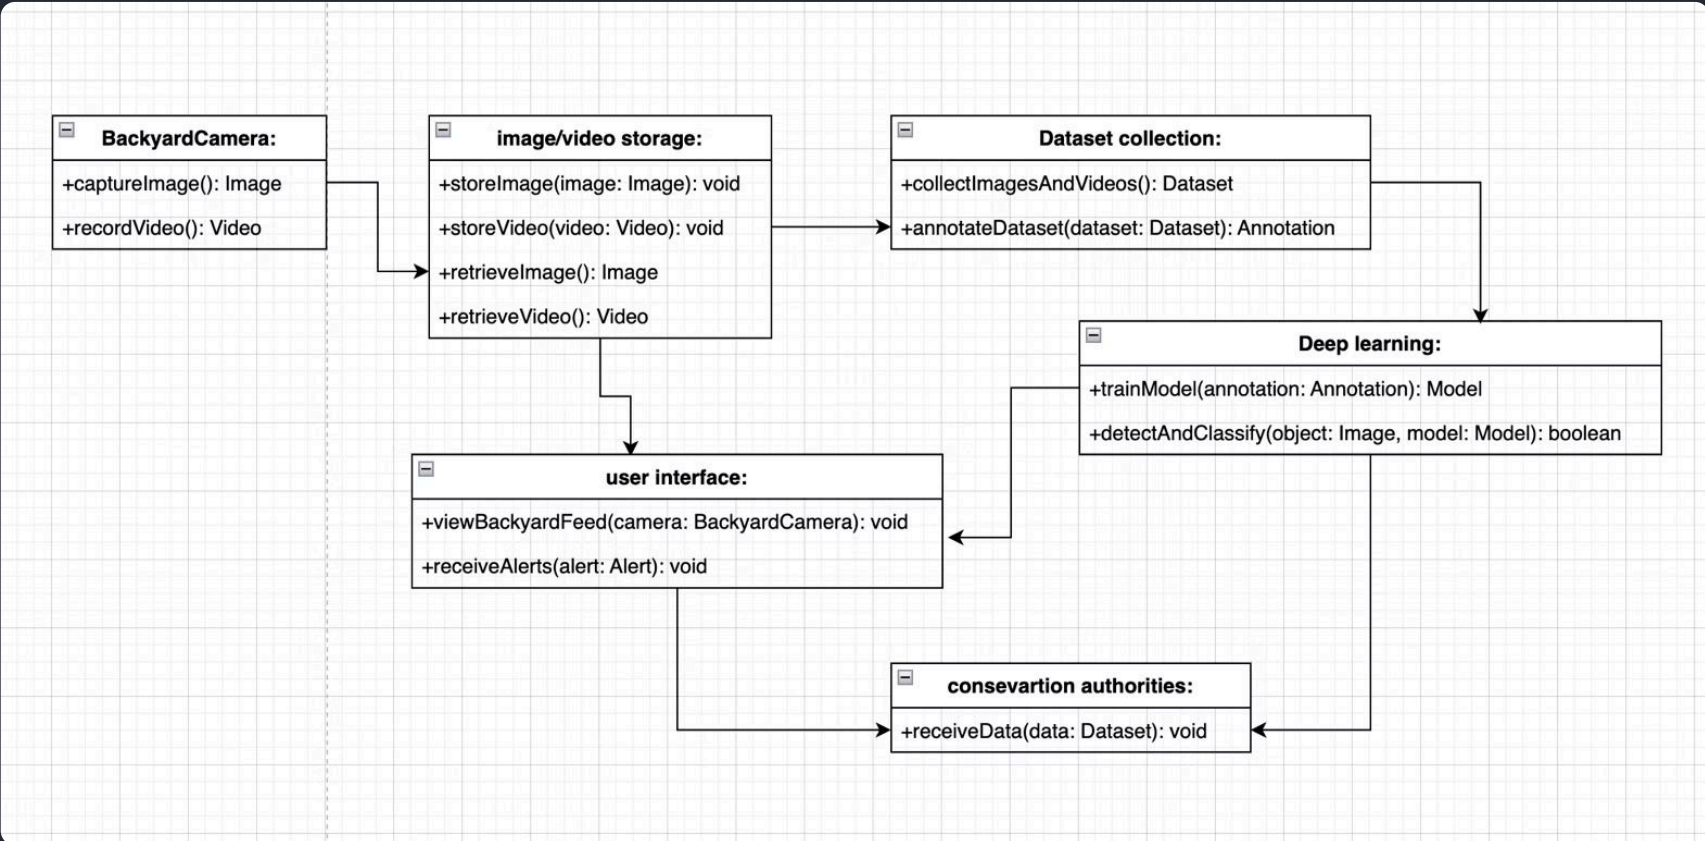 BackyardCamera:
+captureImage(): Image
+recordVideo(): Video
image/video storage:
+storeImage(image: Image): void
+storeVideo(video: Video): void
+retrieveImage(): Image
+retrieveVideo(): Video
Dataset collection:
+collectImagesAndVideos(): Dataset
+annotateDataset(dataset: Dataset): Annotation
Deep learning:
+trainModel(annotation: Annotation): Model
+detectAndClassify(object: Image, model: Model): boolean
user interface:
+viewBackyardFeed(camera: BackyardCamera): void
+receiveAlerts(alert: Alert): void
consevartion authorities:
+receiveData(data: Dataset): void